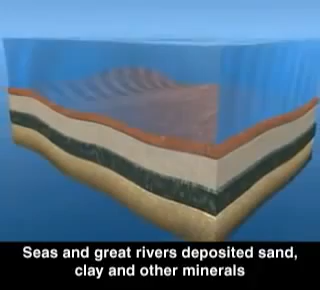 Seas and great rivers deposited sand,
clay and other minerals